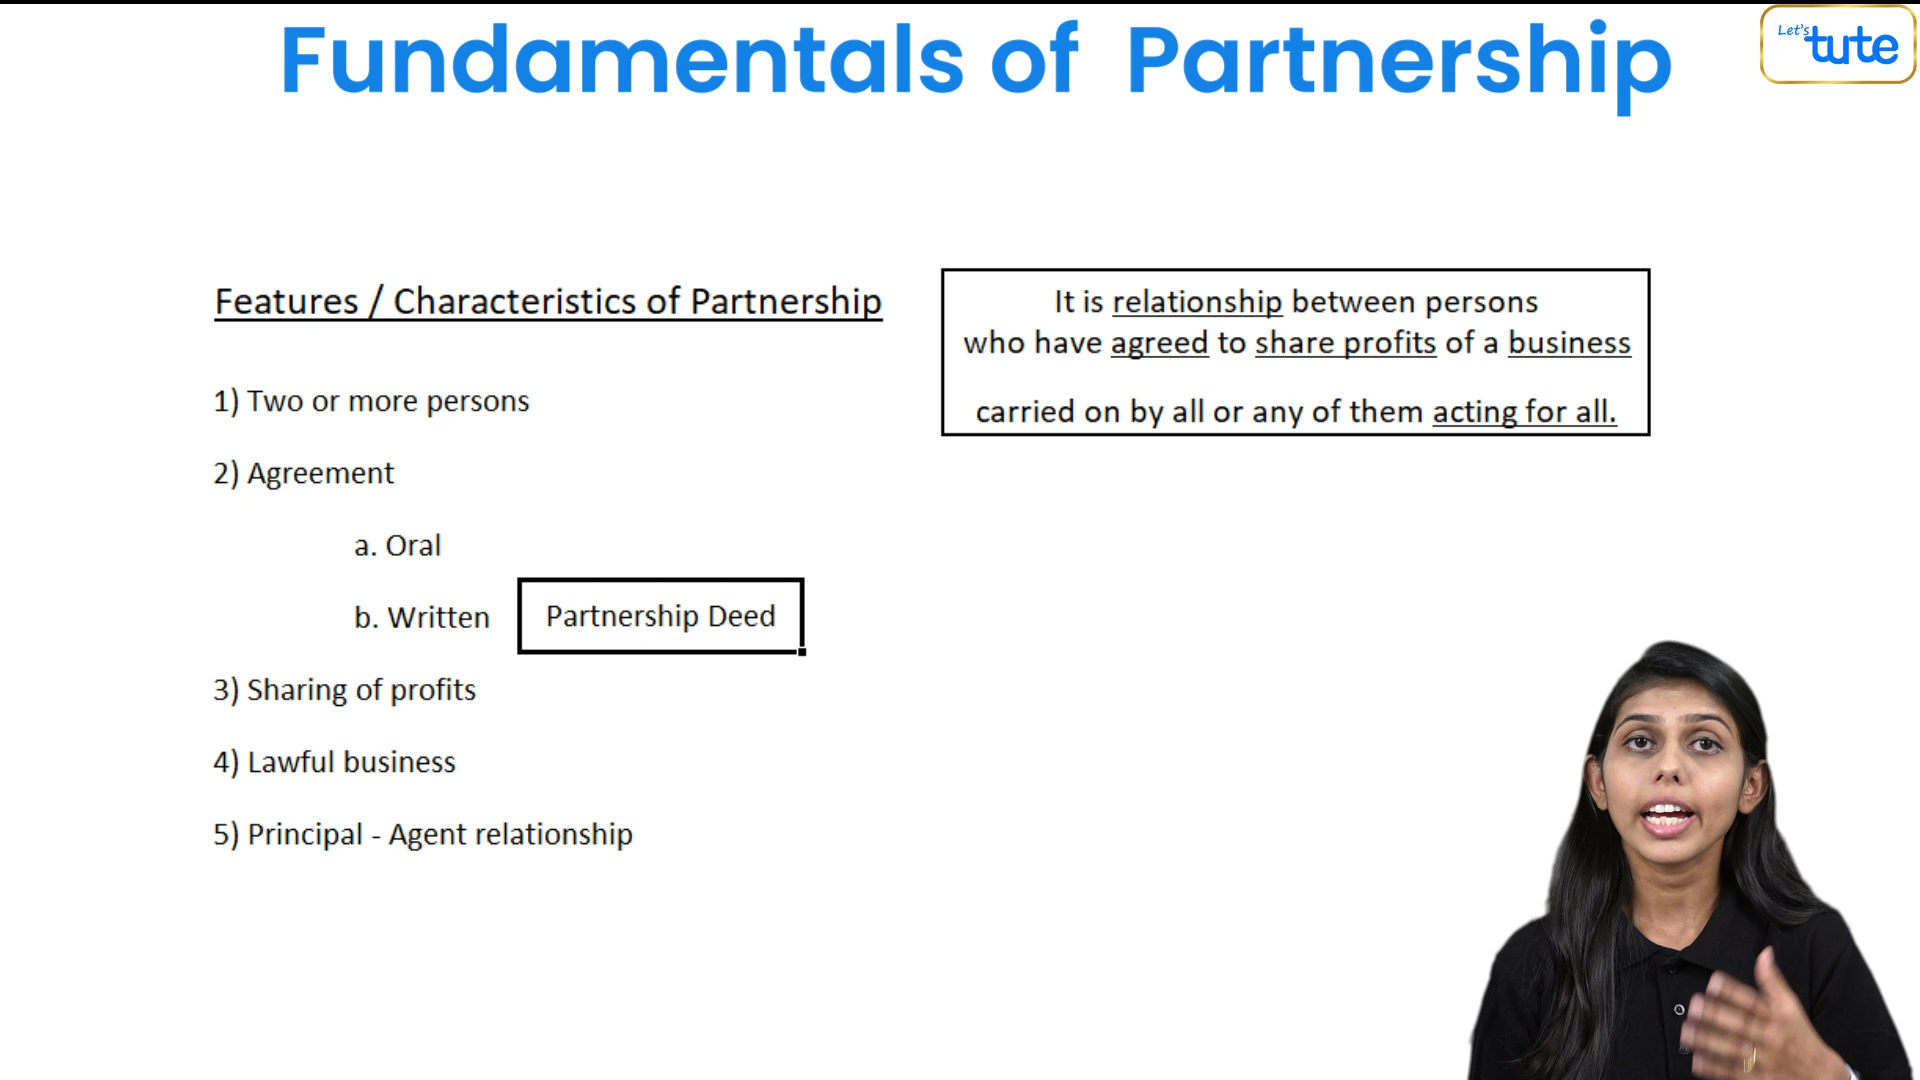 Fundamentals of Partnership
Let's tute
Features / Characteristics of Partnership
It is relationship between persons
who have agreed to share profits of a business
carried on by all or any of them acting for all.
1) Two or more persons
2) Agreement
a. Oral
b. Written
Partnership Deed
3) Sharing of profits
4) Lawful business
5) Principal - Agent relationship